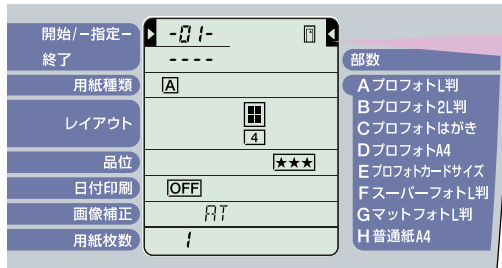 開始/-指定-
-01-
終了
----
用紙種類
A
レイアウト
4
品位
★★★
日付印刷
OFF
画像補正
AT
用紙枚数
1
部数
AプロフォトL判
Bプロフォト2L判
Cプロフォトはがき
DプロフォトA4
Eプロフォトカードサイズ
FスーパーフォトL判
GマットフォトL判
H普通紙A4